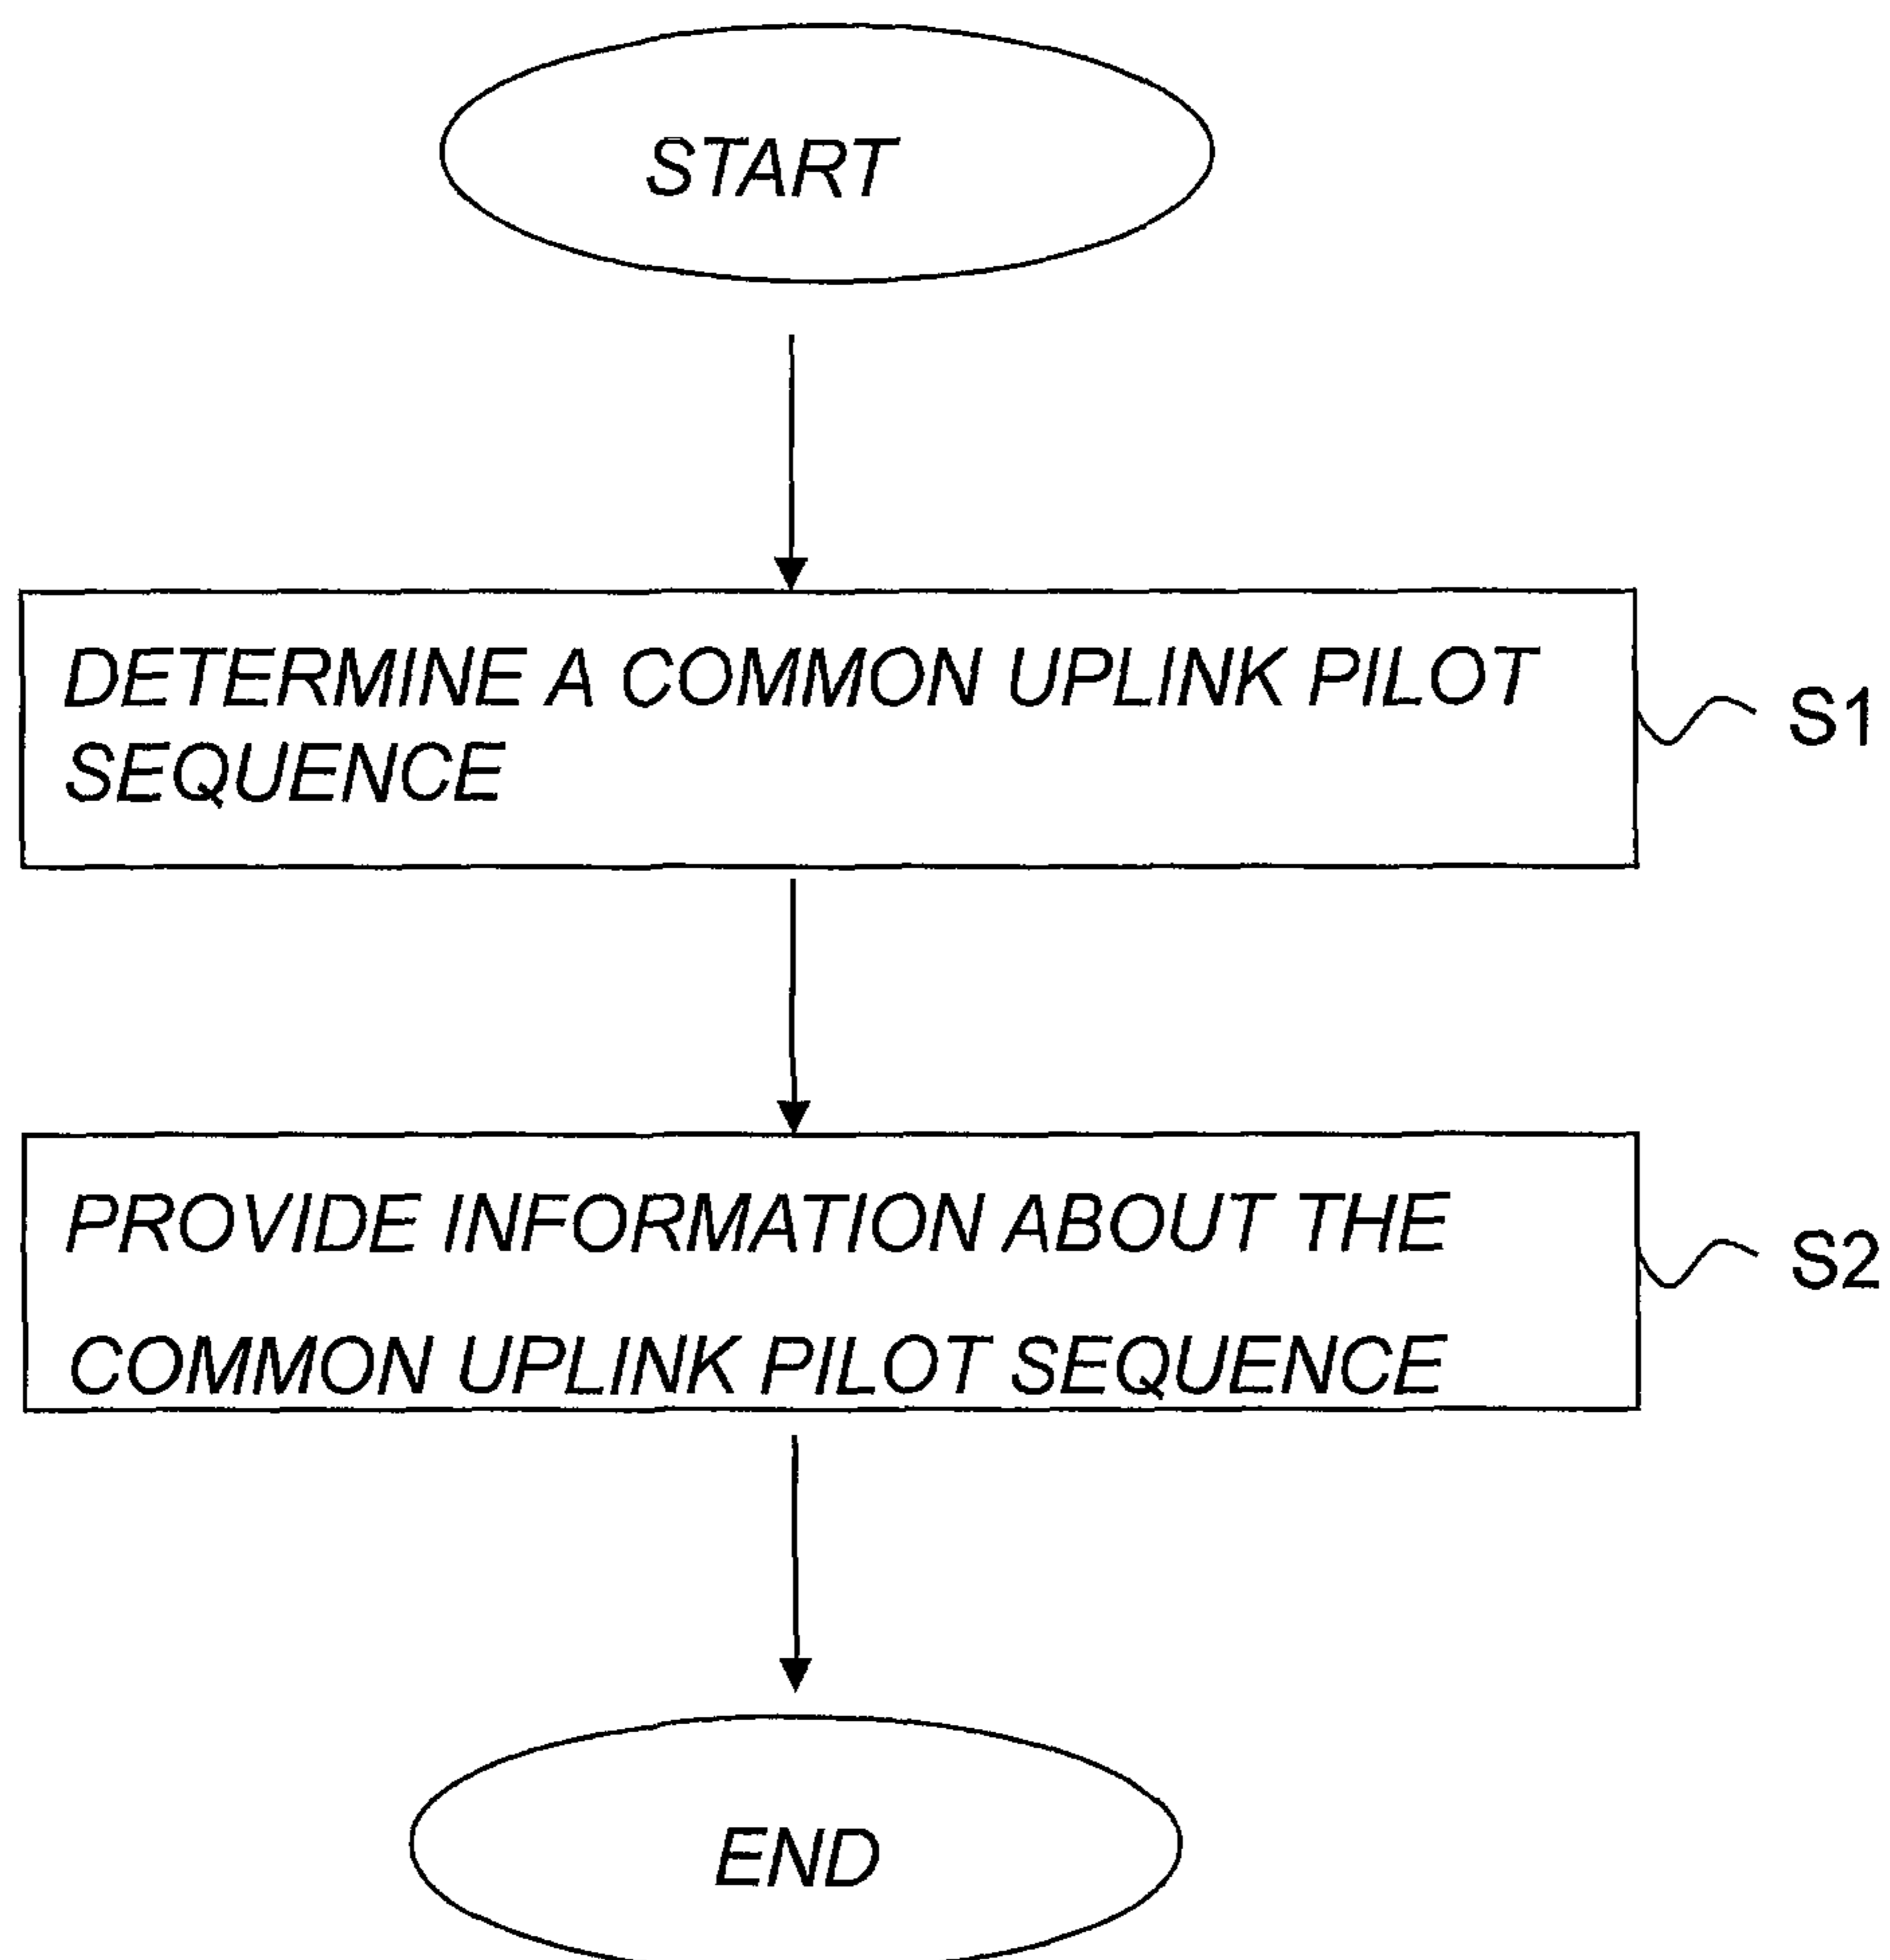 START
DETERMINE A COMMON UPLINK PILOT
SEQUENCE
S1
PROVIDE INFORMATION ABOUT THE
COMMON UPLINK PILOT SEQUENCE
S2
END